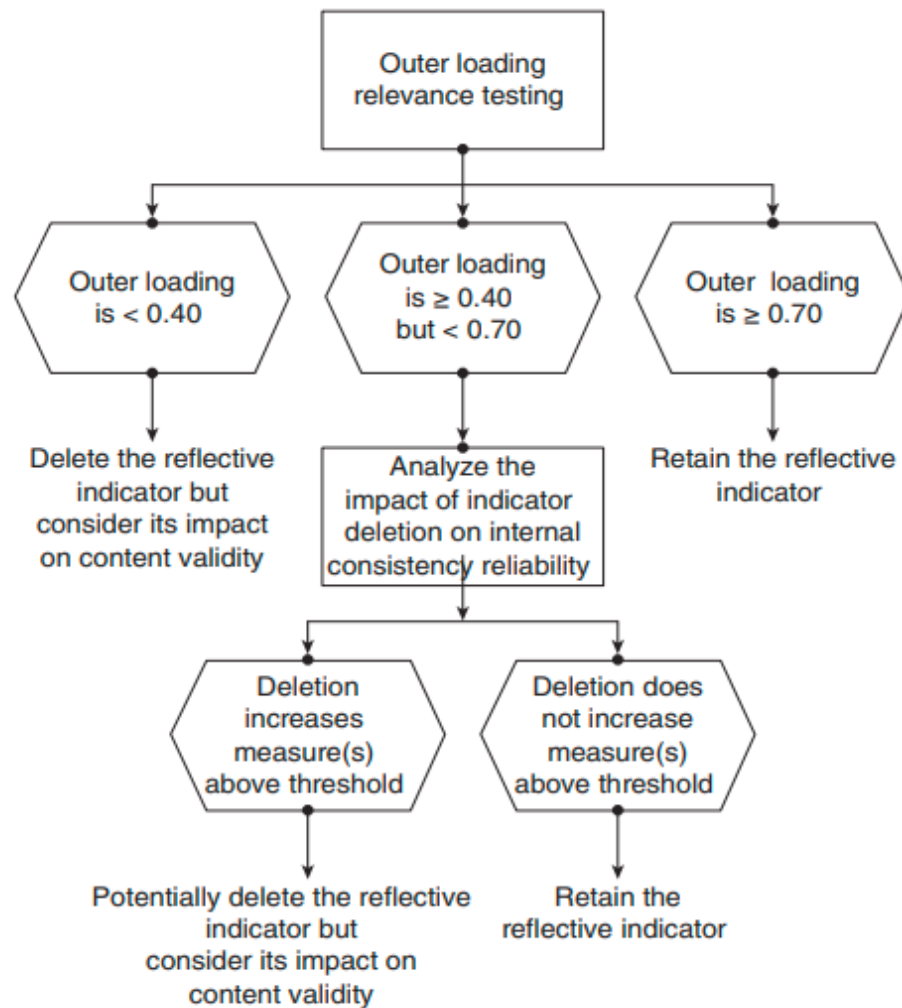 Outer loading
relevance testing
Outer loading
is < 0.40
Outer loading
is ≥ 0.40
but < 0.70
Outer loading
is ≥ 0.70
Delete the reflective
indicator but
consider its impact
on content validity
Analyze the
impact of indicator
deletion on internal
consistency reliability
Retain the reflective
indicator
Deletion
increases
measure(s)
above threshold
Deletion does
not increase
measure(s)
above threshold
Potentially delete the reflective
indicator but
consider its impact on
content validity
Retain the
reflective indicator